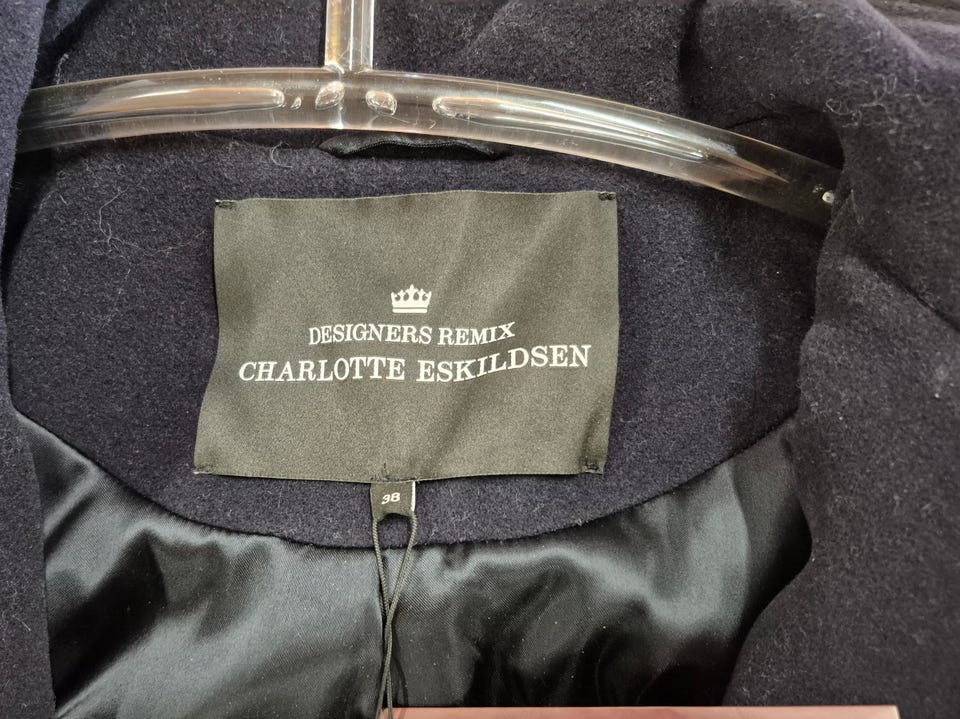 DESIGNERS REMIX
CHARLOTTE ESKILDSEN
38